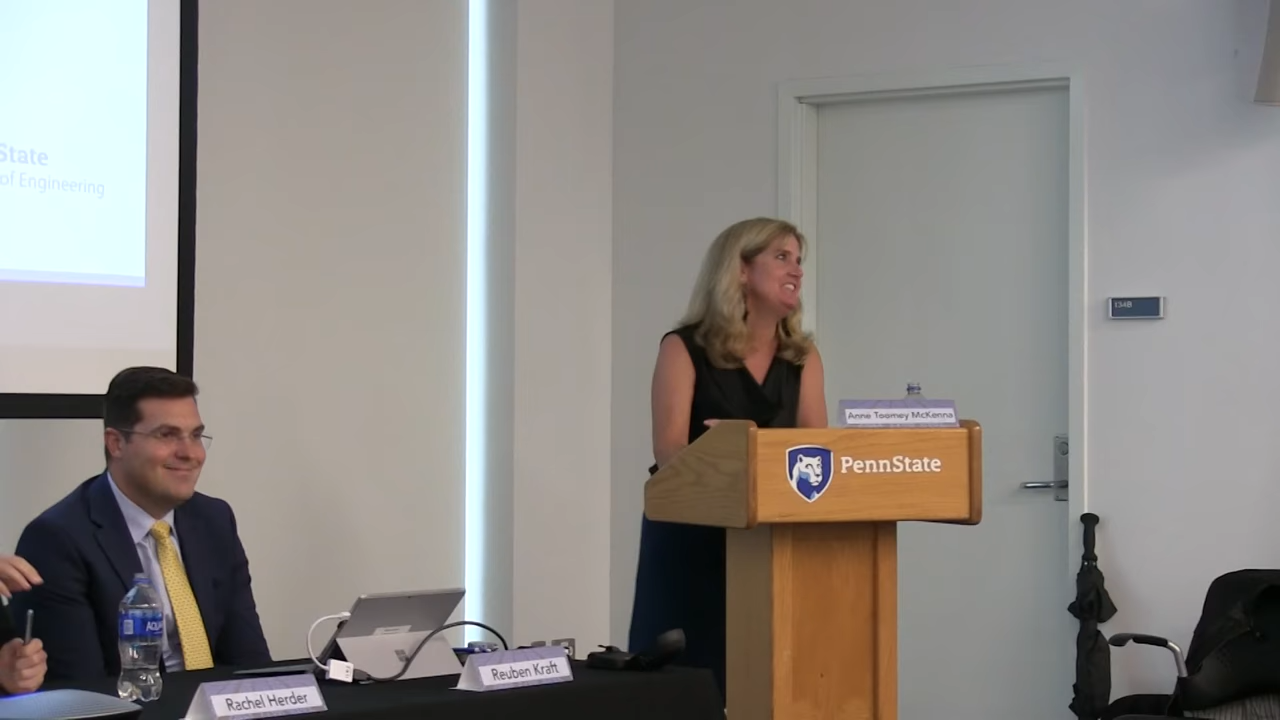 State
of Engineering
134B
Anne Toomey McKenna
PennState
AQUA
Rachel Herder
Reuben Kraft